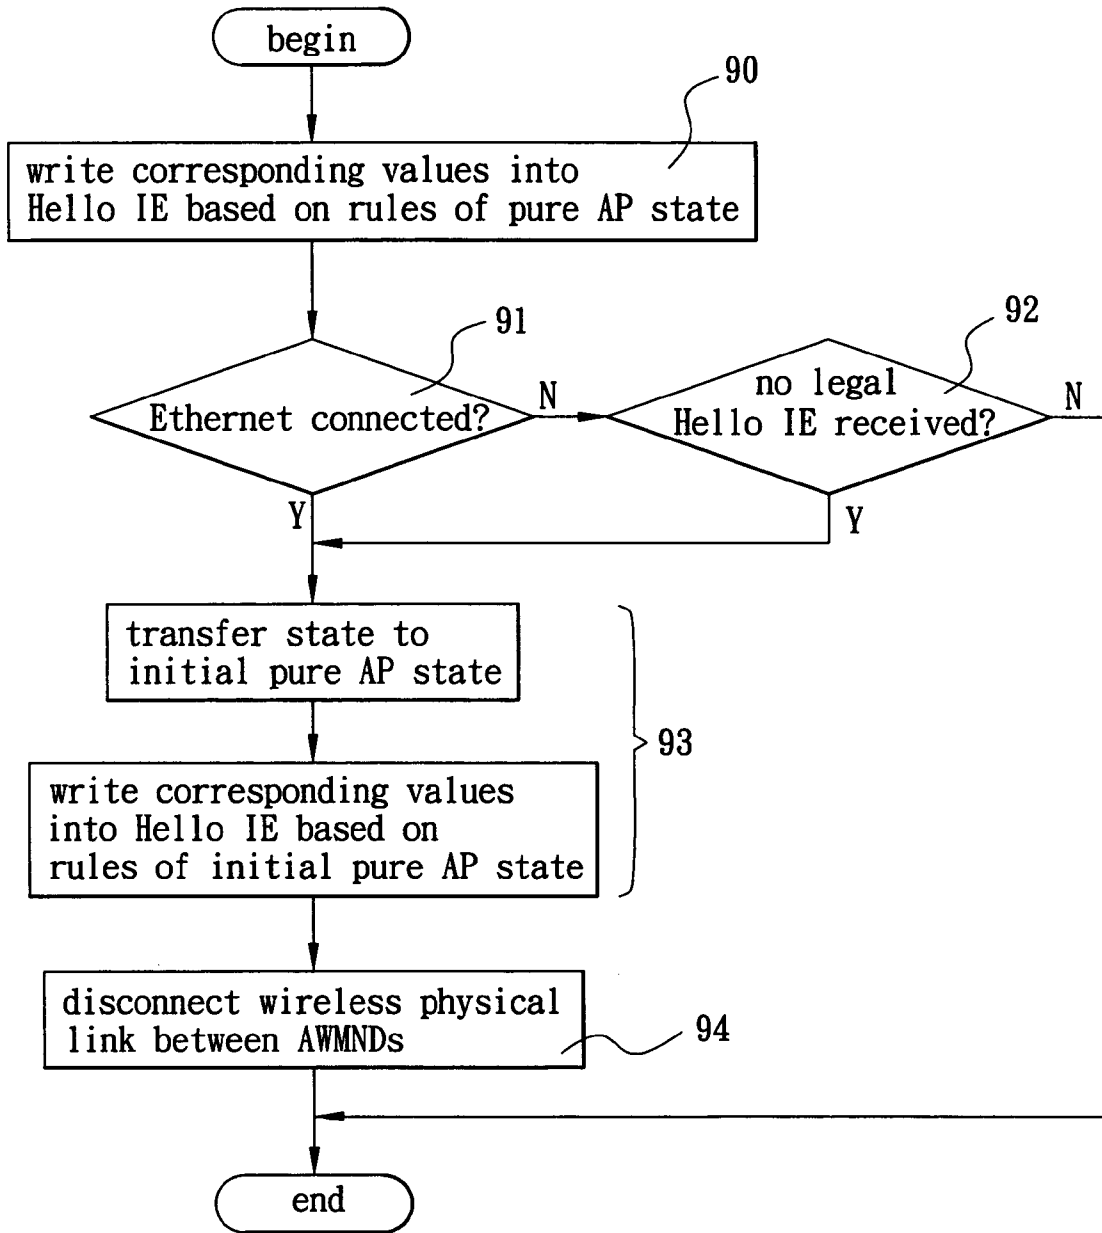 begin
90
write corresponding values into
Hello IE based on rules of pure AP state
91
92
Ethernet connected?
N
no legal
Hello IE received?
N
Y
Y
transfer state to
initial pure AP state
93
write corresponding values
into Hello IE based on
rules of initial pure AP state
disconnect wireless physical
link between AWMNDs
94
end